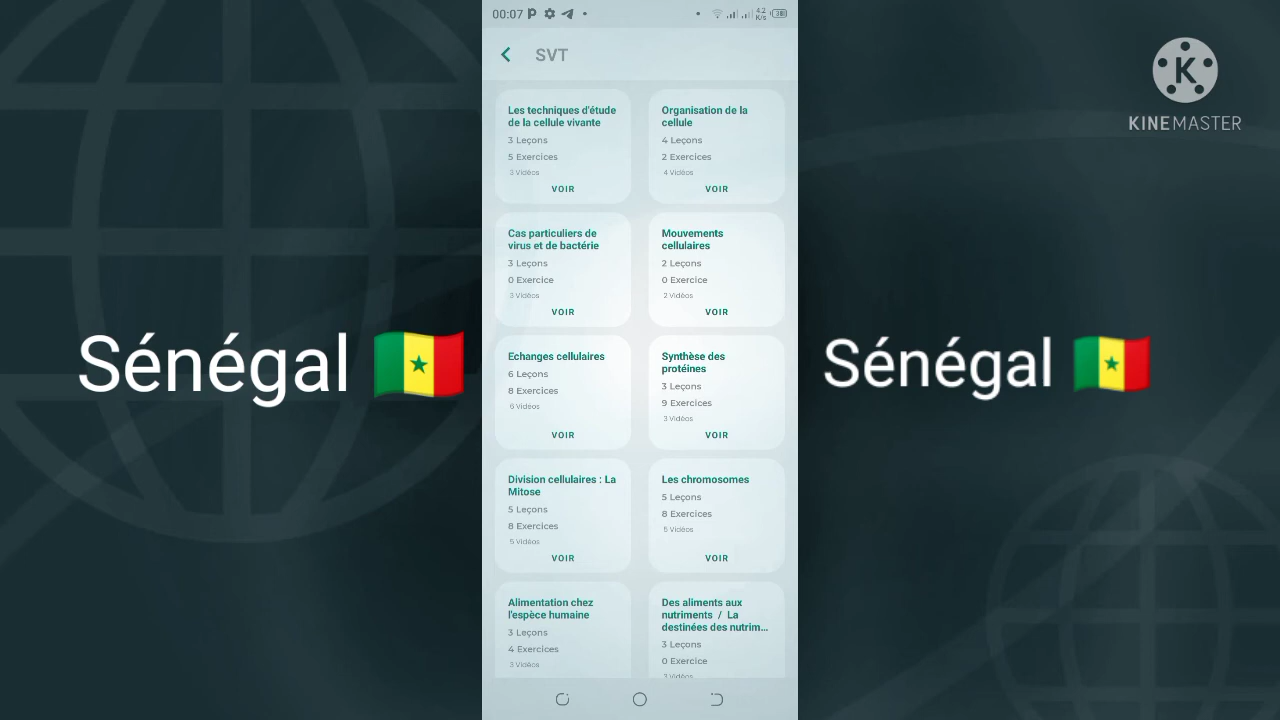 00:07
4.2
K/s
38
SVT
KINEMASTER
Les techniques d'étude
de la cellule vivante
3 Leçons
5 Exercices
3 Vidéos
VOIR
Organisation de la
cellule
4 Leçons
2 Exercices
4 Vidéos
VOIR
Cas particuliers de
virus et de bactérie
3 Leçons
0 Exercice
3 Vidéos
VOIR
Mouvements
cellulaires
2 Leçons
0 Exercice
2 Vidéos
VOIR
Sénégal
Echanges cellulaires
6 Leçons
8 Exercices
6 Vidéos
VOIR
Synthèse des
protéines
3 Leçons
9 Exercices
3 Vidéos
VOIR
Sénégal
Division cellulaires : La
Mitose
5 Leçons
8 Exercices
5 Vidéos
VOIR
Les chromosomes
5 Leçons
8 Exercices
5 Vidéos
VOIR
Alimentation chez
l'espèce humaine
3 Leçons
4 Exercices
3 Vidéos
Des aliments aux
nutriments / La
destinées des nutrim...
3 Leçons
0 Exercice
3 Vidéos